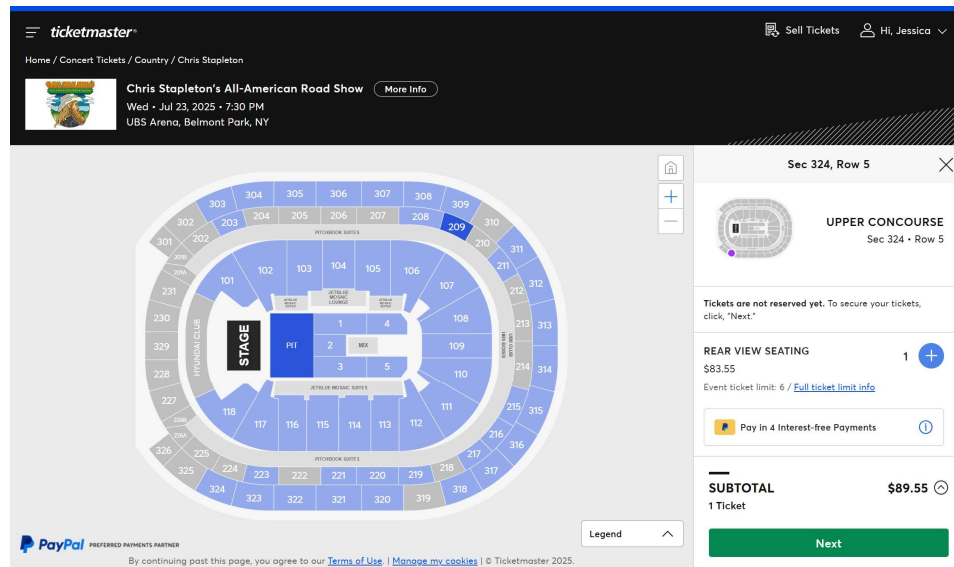 ticketmaster®
Sell Tickets
Hi, Jessica
Home / Concert Tickets / Country / Chris Stapleton
Chris Stapleton's All-American Road Show
More Info
Wed • Jul 23, 2025 • 7:30 PM
UBS Arena, Belmont Park, NY
Sec 324, Row 5
UPPER CONCOURSE
Sec 324 • Row 5
Tickets are not reserved yet. To secure your tickets,
click, "Next."
REAR VIEW SEATING
$83.55
1
Event ticket limit: 6 / Full ticket limit info
Pay in 4 Interest-free Payments
SUBTOTAL
$89.55
1 Ticket
Next
303 304 305 306 307 308 309
302 203 204 205 206 207 208 209 310
301 202 PITCHBOOK SUITES 210 311
201B
201A 101 102 103 104 105 106 107 211 312
JETBLUE MOSAIC LOUNGE
231 212
230 HYUNDAI CLUB STAGE PIT 1 4 108 213 313
329 2 MIX 109 UBS CLUB
228 3 5 110 214 314
JETBLUE MOSAIC SUITES
227 118 117 116 115 114 113 112 111 215 315
226B
226A 216 316
326 225 PITCHBOOK SUITES 217
325 224 223 222 221 220 219 218 317
324 323 322 321 320 319 318
Legend
PayPal PREFERRED PAYMENTS PARTNER
By continuing past this page, you agree to our Terms of Use. | Manage my cookies | © Ticketmaster 2025.